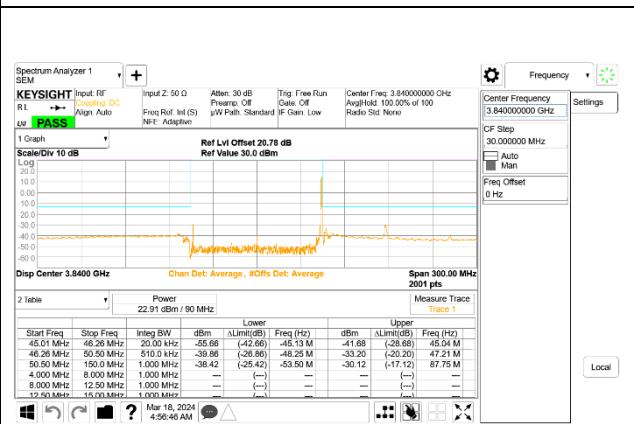 Spectrum Analyzer 1
SEM
+
Frequency
KEYSIGHT Input: RF Input Z: 50 Ω Atten: 30 dB Trig: Free Run Center Freq: 3.840000000 GHz
RL Coupling: DC Preamp: Off Gate: Off Avg|Hold: 100.00% of 100
Align: Auto Freq Ref: Int (S) µW Path: Standard IF Gain: Low Radio Std: None
PASS NFE: Adaptive
Center Frequency
3.840000000 GHz
Settings
CF Step
30.000000 MHz
Auto
Man
Freq Offset
0 Hz
1 Graph
Ref Lvl Offset 20.78 dB
Scale/Div 10 dB Ref Value 30.0 dBm
Log
20.0
10.0
0.00
-10.0
-20.0
-30.0
-40.0
-50.0
-60.0
Disp Center 3.8400 GHz Chan Det: Average , #Offs Det: Average Span 300.00 MHz
2001 pts
2 Table Power Measure Trace
22.91 dBm / 90 MHz Trace 1
Lower Upper
Start Freq Stop Freq Integ BW dBm ΔLimit(dB) Freq (Hz) dBm ΔLimit(dB) Freq (Hz)
45.01 MHz 46.26 MHz 20.00 kHz -55.66 (-42.66) -45.13 M -41.68 (-28.68) 45.04 M
46.26 MHz 50.50 MHz 510.0 kHz -39.86 (-26.86) -48.25 M -33.20 (-20.20) 47.21 M
50.50 MHz 150.0 MHz 1.000 MHz -38.42 (-25.42) -53.50 M -30.12 (-17.12) 87.75 M
4.000 MHz 8.000 MHz 1.000 MHz --- (---) --- --- (---) ---
8.000 MHz 12.50 MHz 1.000 MHz --- (---) --- --- (---) ---
12.50 MHz 15.00 MHz 1.000 MHz --- (---) --- --- (---) ---
Local
? Mar 18, 2024
4:56:46 AM